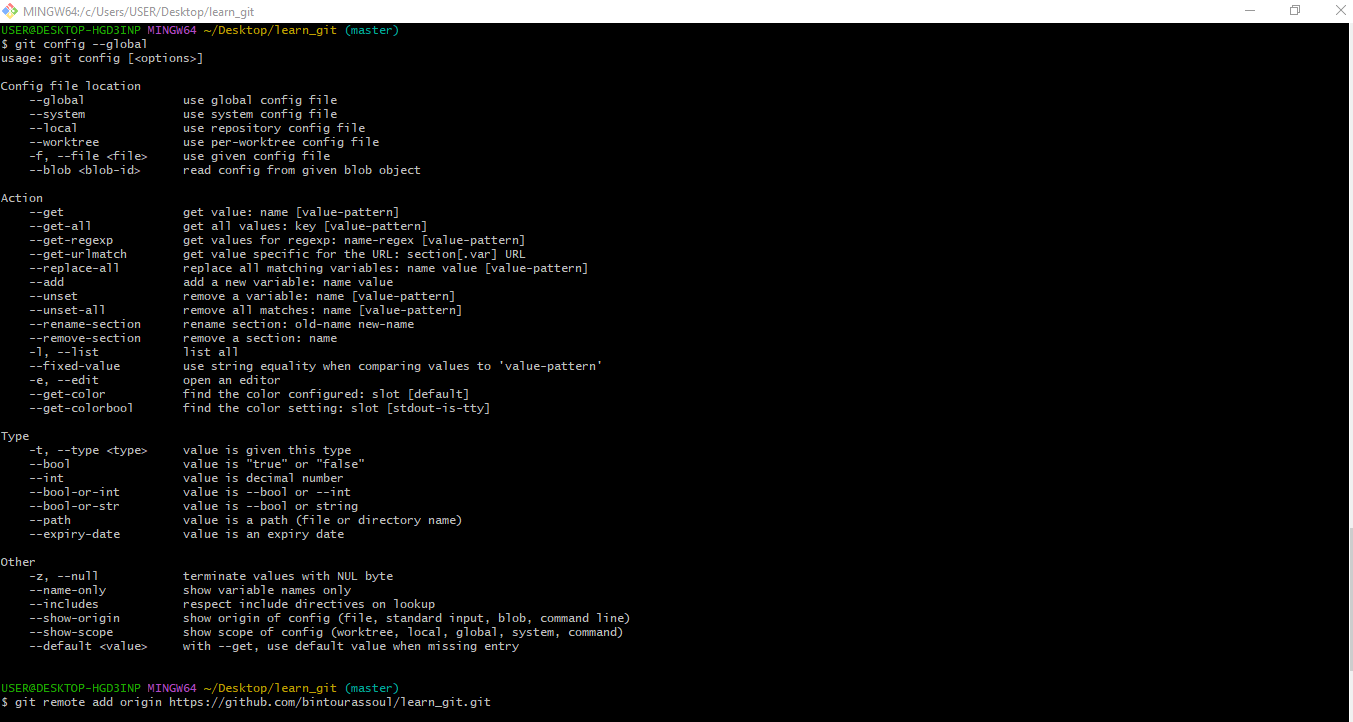 MINGW64:/c/Users/USER/Desktop/learn_git
USER@DESKTOP-HGD3INP MINGW64 ~/Desktop/learn_git (master)
$ git config --global
usage: git config [<options>]
Config file location
--global use global config file
--system use system config file
--local use repository config file
--worktree use per-worktree config file
-f, --file <file> use given config file
--blob <blob-id> read config from given blob object
Action
--get get value: name [value-pattern]
--get-all get all values: key [value-pattern]
--get-regexp get values for regexp: name-regex [value-pattern]
--get-urlmatch get value specific for the URL: section[.var] URL
--replace-all replace all matching variables: name value [value-pattern]
--add add a new variable: name value
--unset remove a variable: name [value-pattern]
--unset-all remove all matches: name [value-pattern]
--rename-section rename section: old-name new-name
--remove-section remove a section: name
-l, --list list all
--fixed-value use string equality when comparing values to 'value-pattern'
-e, --edit open an editor
--get-color find the color configured: slot [default]
--get-colorbool find the color setting: slot [stdout-is-tty]
Type
-t, --type <type> value is given this type
--bool value is "true" or "false"
--int value is decimal number
--bool-or-int value is --bool or --int
--bool-or-str value is --bool or string
--path value is a path (file or directory name)
--expiry-date value is an expiry date
Other
-z, --null terminate values with NUL byte
--name-only show variable names only
--includes respect include directives on lookup
--show-origin show origin of config (file, standard input, blob, command line)
--show-scope show scope of config (worktree, local, global, system, command)
--default <value> with --get, use default value when missing entry
USER@DESKTOP-HGD3INP MINGW64 ~/Desktop/learn_git (master)
$ git remote add origin https://github.com/bintourassoul/learn_git.git